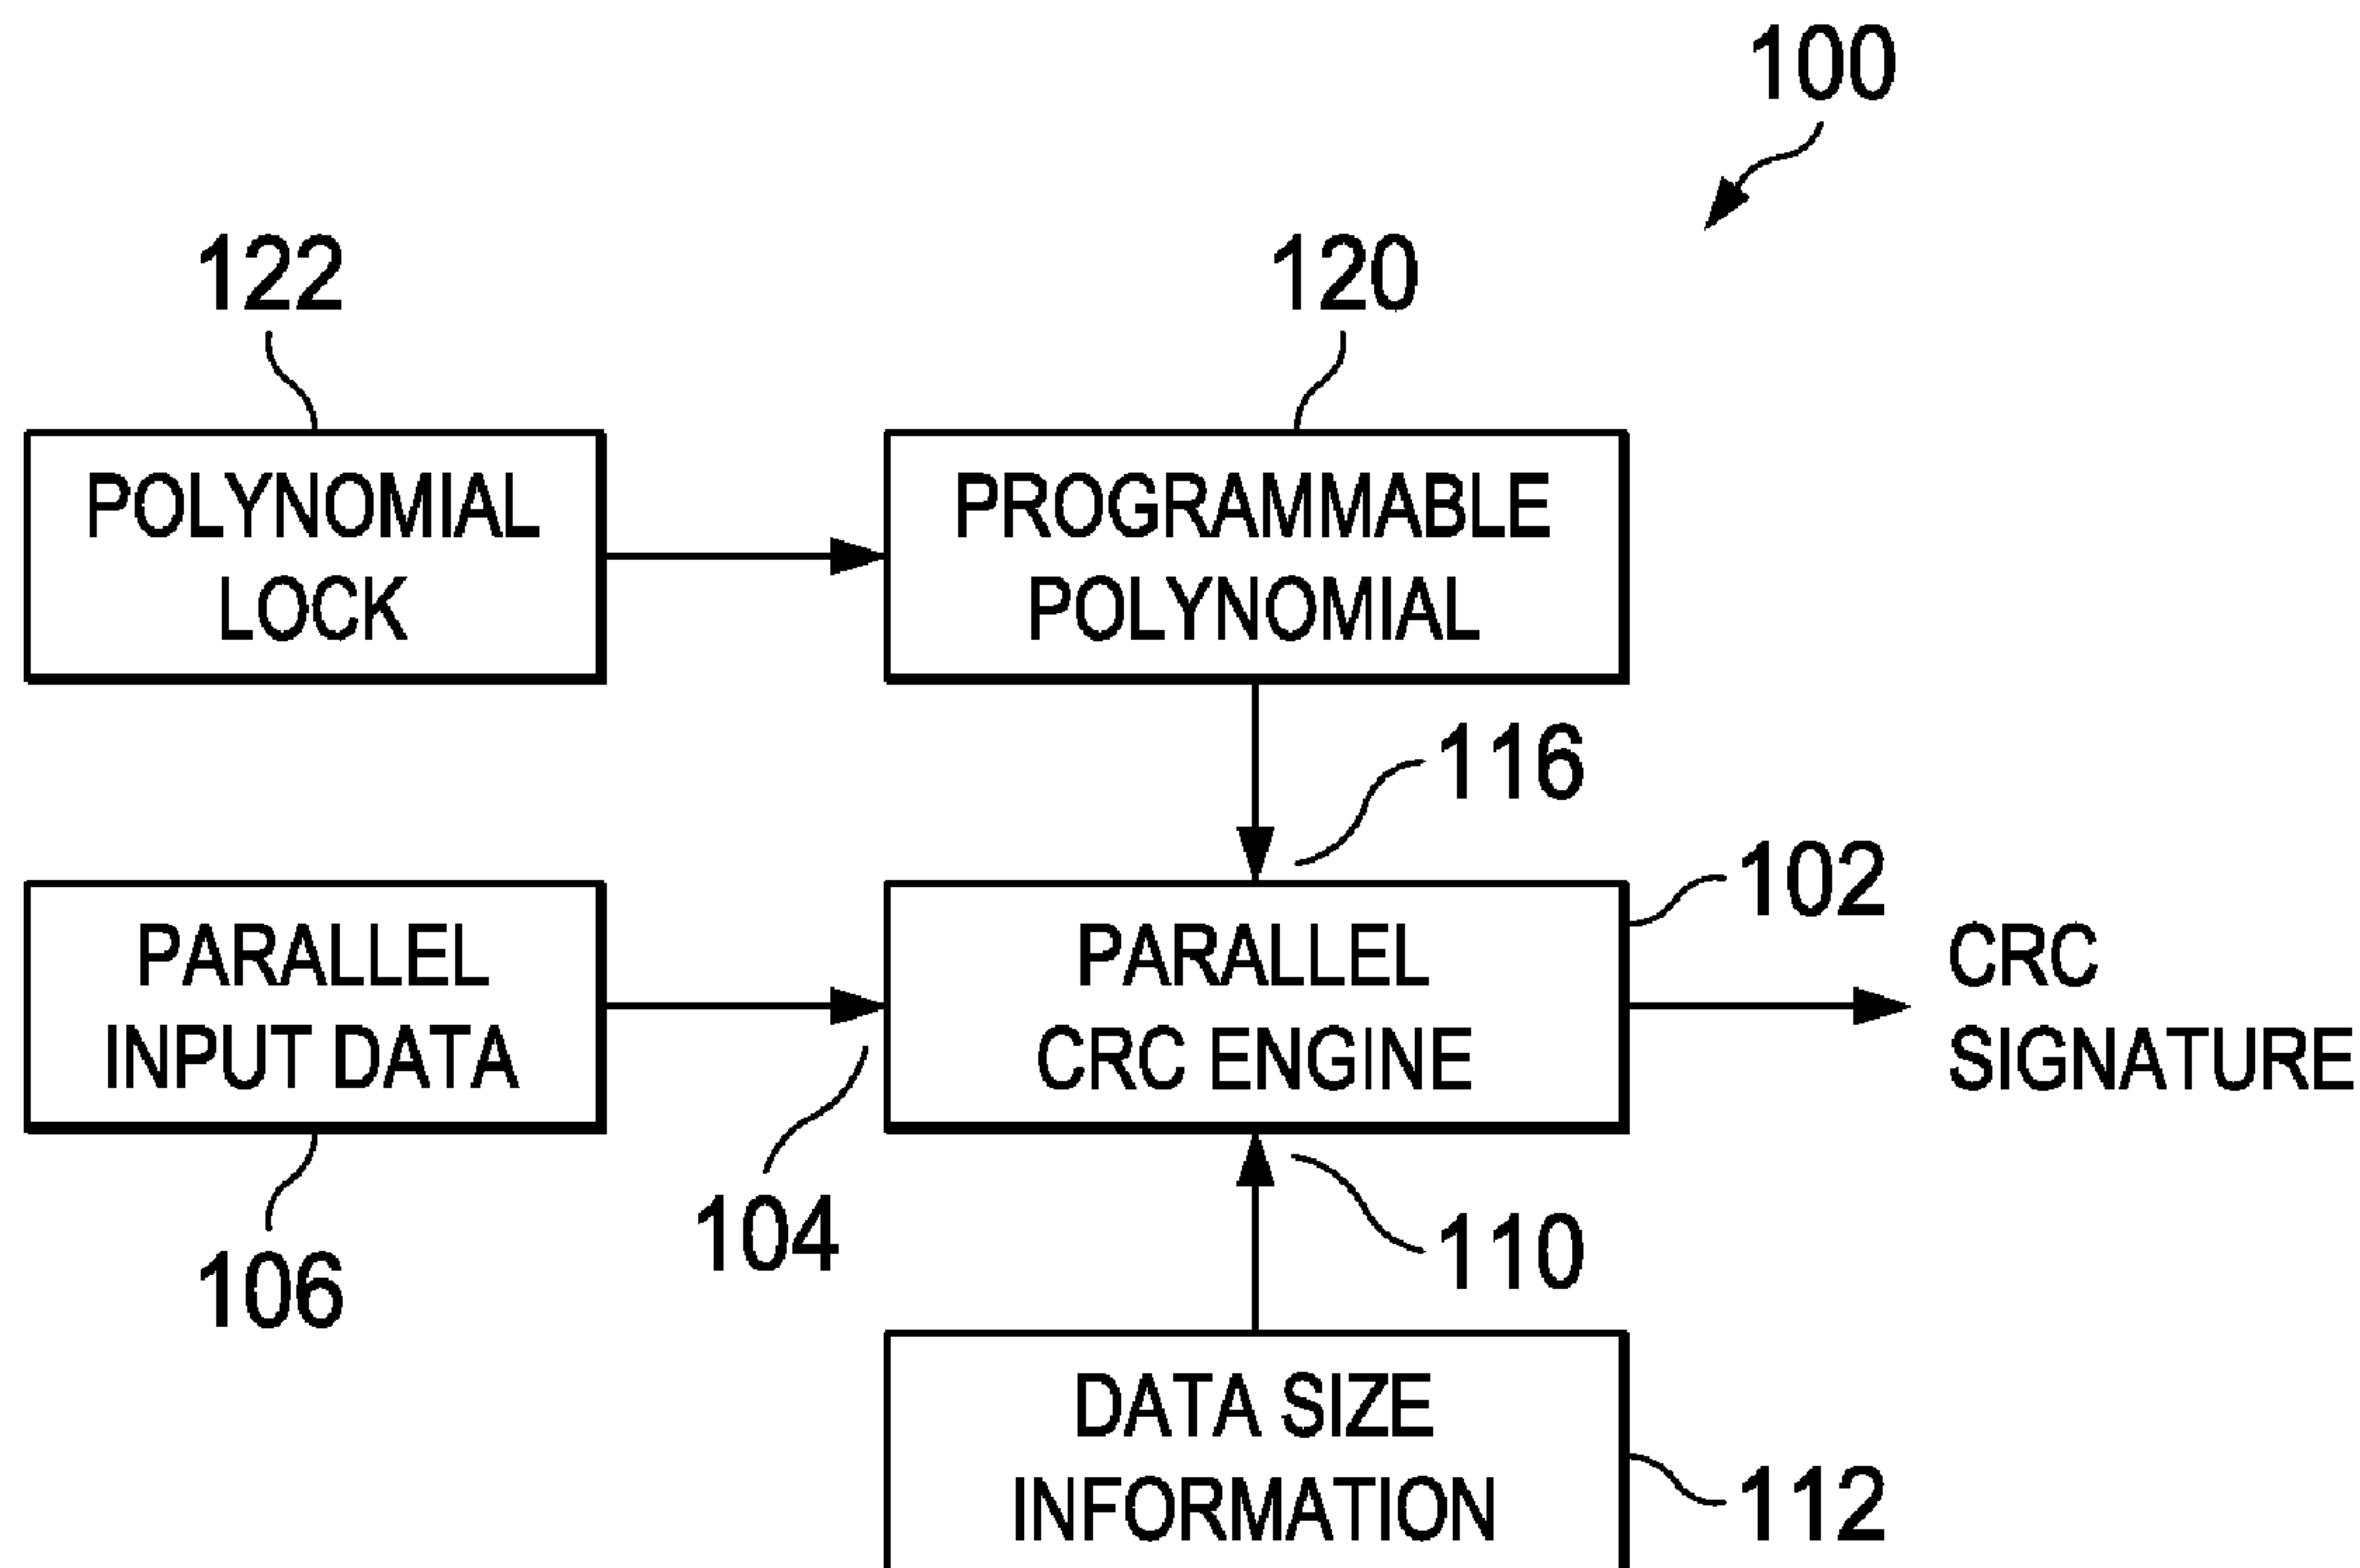 100
122
120
POLYNOMIAL
LOCK
PROGRAMMABLE
POLYNOMIAL
116
102
PARALLEL
INPUT DATA
PARALLEL
CRC ENGINE
CRC
SIGNATURE
104
106
110
DATA SIZE
INFORMATION
112